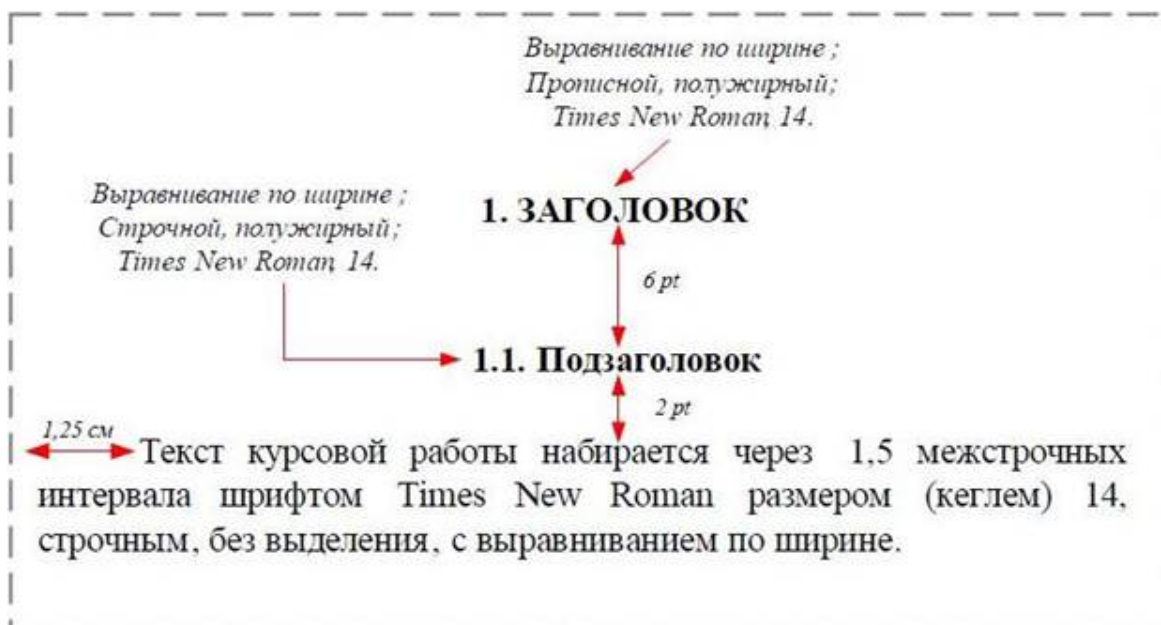 Выравнивание по ширине ;
Прописной, полужирный;
Times New Roman, 14.
Выравнивание по ширине ;
Строчной, полужирный;
Times New Roman, 14.
1. ЗАГОЛОВОК
6 pt
1.1. Подзаголовок
2 pt
1,25 см
Текст курсовой работы набирается через 1,5 межстрочных
интервала шрифтом Times New Roman размером (кеглем) 14,
строчным, без выделения, с выравниванием по ширине.